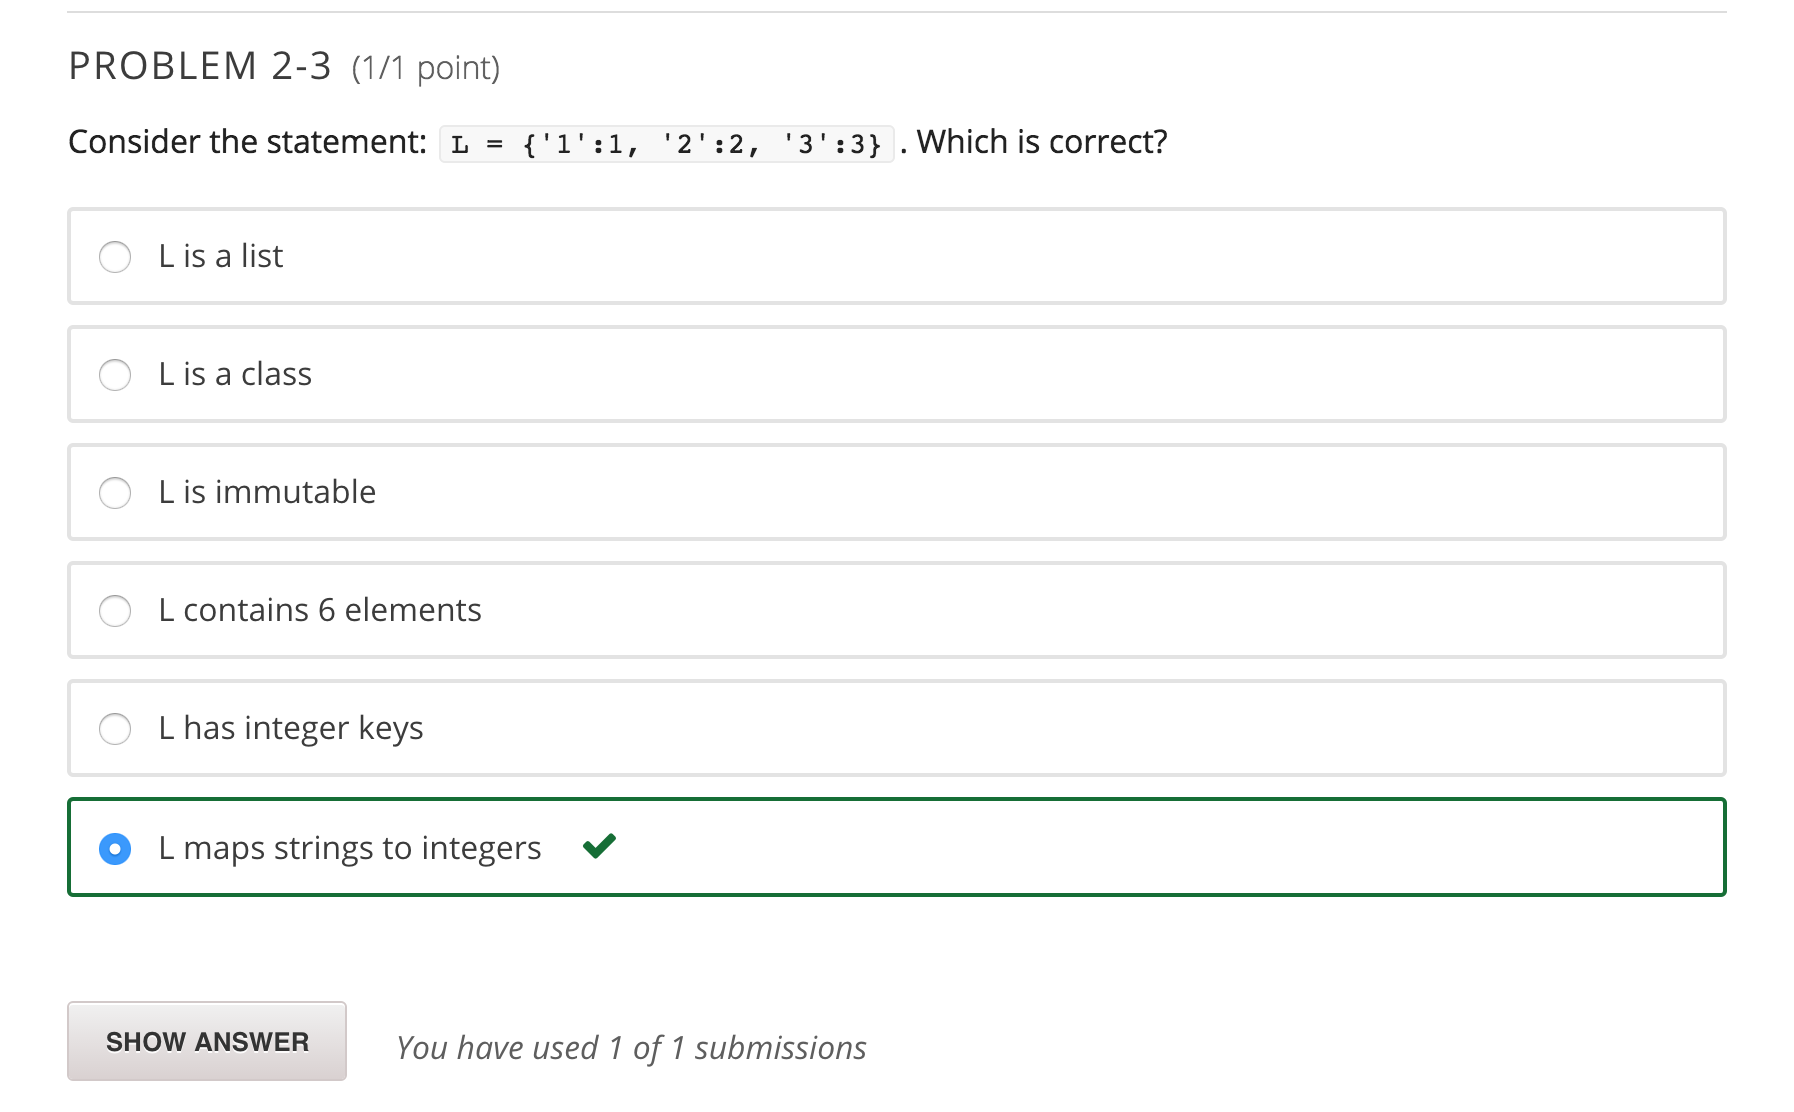 PROBLEM 2-3 (1/1 point)
Consider the statement: L = {'1':1, '2':2, '3':3}. Which is correct?
L is a list
L is a class
L is immutable
L contains 6 elements
L has integer keys
L maps strings to integers
SHOW ANSWER You have used 1 of 1 submissions